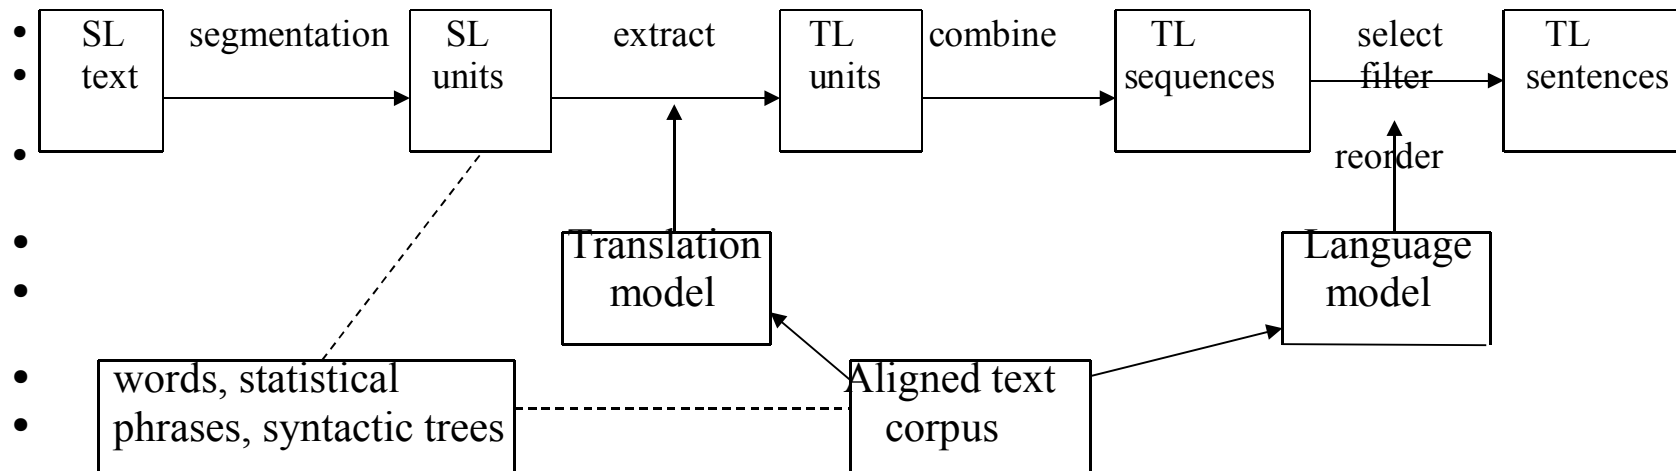 • SL segmentation SL extract TL combine TL select TL
• text units units sequences filter sentences
• reorder
• Translation Language
• model model
• words, statistical Aligned text
• phrases, syntactic trees corpus